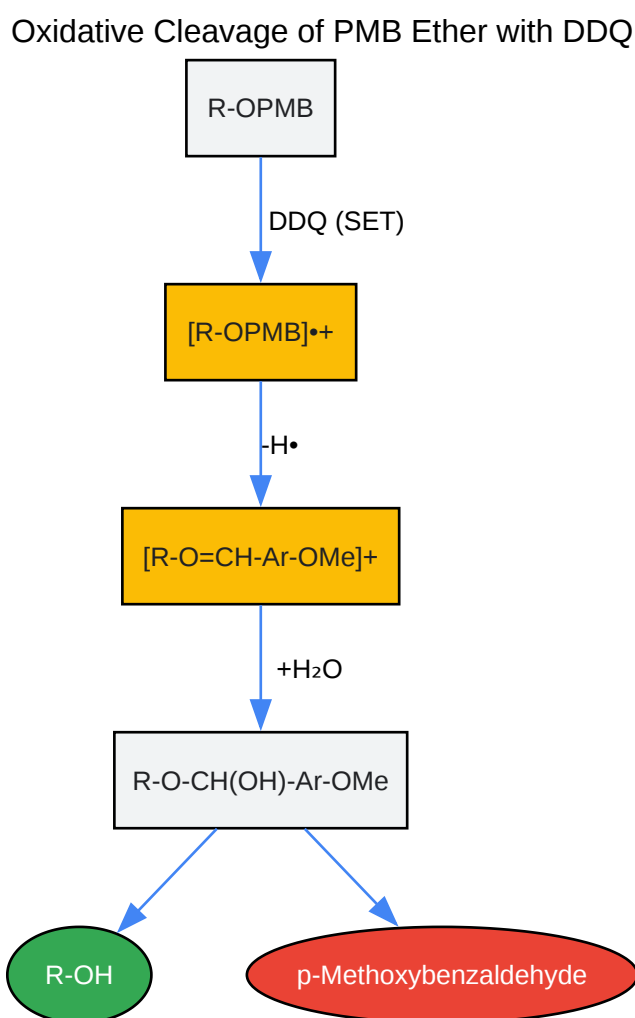 Oxidative Cleavage of PMB Ether with DDQ
R-OPMB
DDQ (SET)
[R-OPMB]•+
-H•
[R-O=CH-Ar-OMe]+
+H₂O
R-O-CH(OH)-Ar-OMe
R-OH
p-Methoxybenzaldehyde